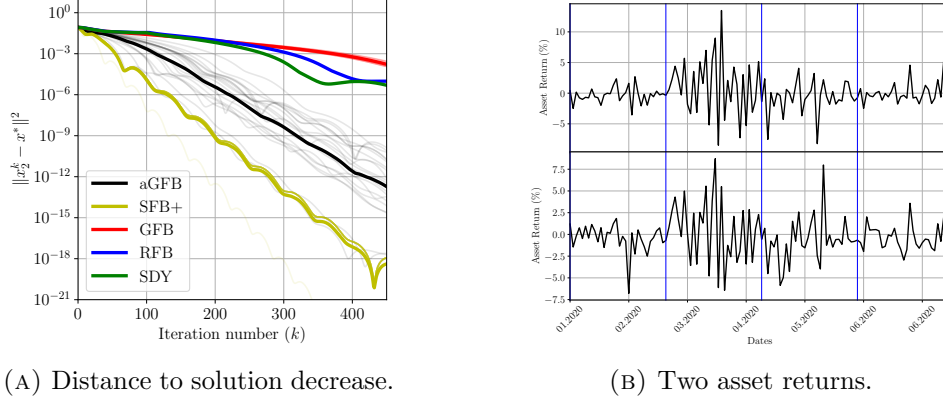 10^0
10^−3
10^−6
10^−9
10^−12
10^−15
10^−18
10^−21
‖x_2^k − x^*‖^2
aGFB
SFB+
GFB
RFB
SDY
0 100 200 300 400
Iteration number (k)
(A) Distance to solution decrease.
Asset Return (%)
10
5
0
−5
Asset Return (%)
7.5
5.0
2.5
0.0
−2.5
−5.0
−7.5
01.2020 02.2020 03.2020 04.2020 05.2020 06.2020 06.2020
Dates
(B) Two asset returns.